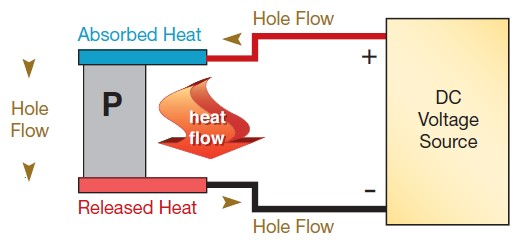 Hole Flow
Absorbed Heat
+
Hole
Flow
P
heat
flow
DC
Voltage
Source
-
Released Heat
Hole Flow